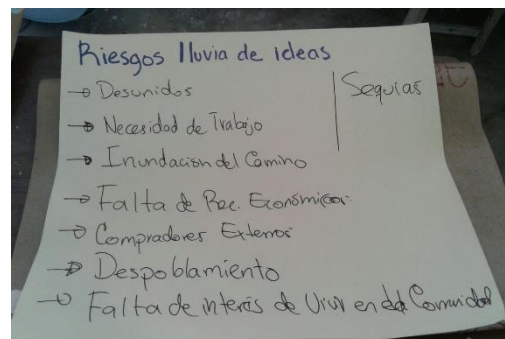 Riesgos lluvia de ideas
→ Desunidos
→ Necesidad de Trabajo
→ Inundación del Camino
→ Falta de Rec. Económicos
→ Compradores Externos
→ Despoblamiento
→ Falta de interés de Vivir en la Comunidad
Sequias